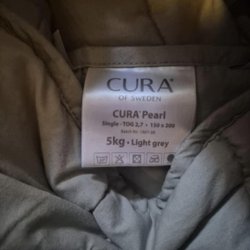 CURA®
OF SWEDEN
CURA® Pearl
Single • TOG 2,7 • 150 x 200
5kg • Light grey